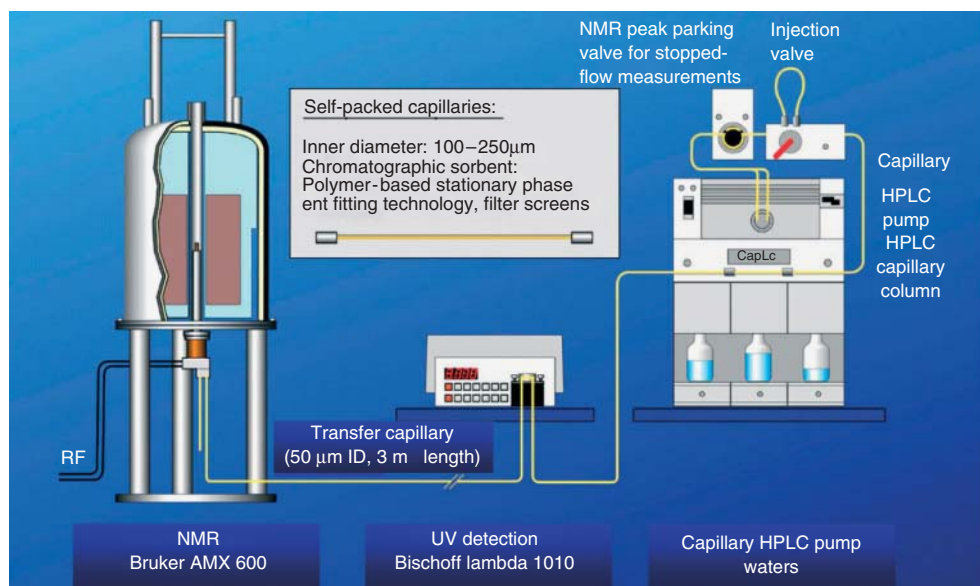 NMR peak parking
valve for stopped-
flow measurements
Injection
valve
Self-packed capillaries:
Inner diameter: 100–250μm
Chromatographic sorbent:
Polymer-based stationary phase
ent fitting technology, filter screens
Capillary
HPLC
pump
HPLC
capillary
column
CapLc
Transfer capillary
(50 μm ID, 3 m length)
RF
NMR
Bruker AMX 600
UV detection
Bischoff lambda 1010
Capillary HPLC pump
waters